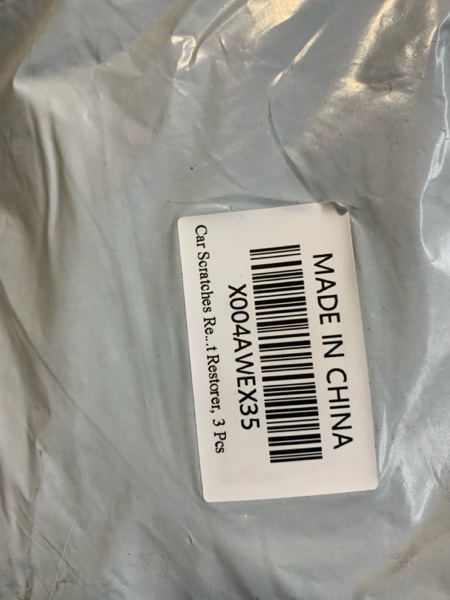 MADE IN CHINA
X004AWEX35
Car Scratches Re...t Restorer, 3 Pcs